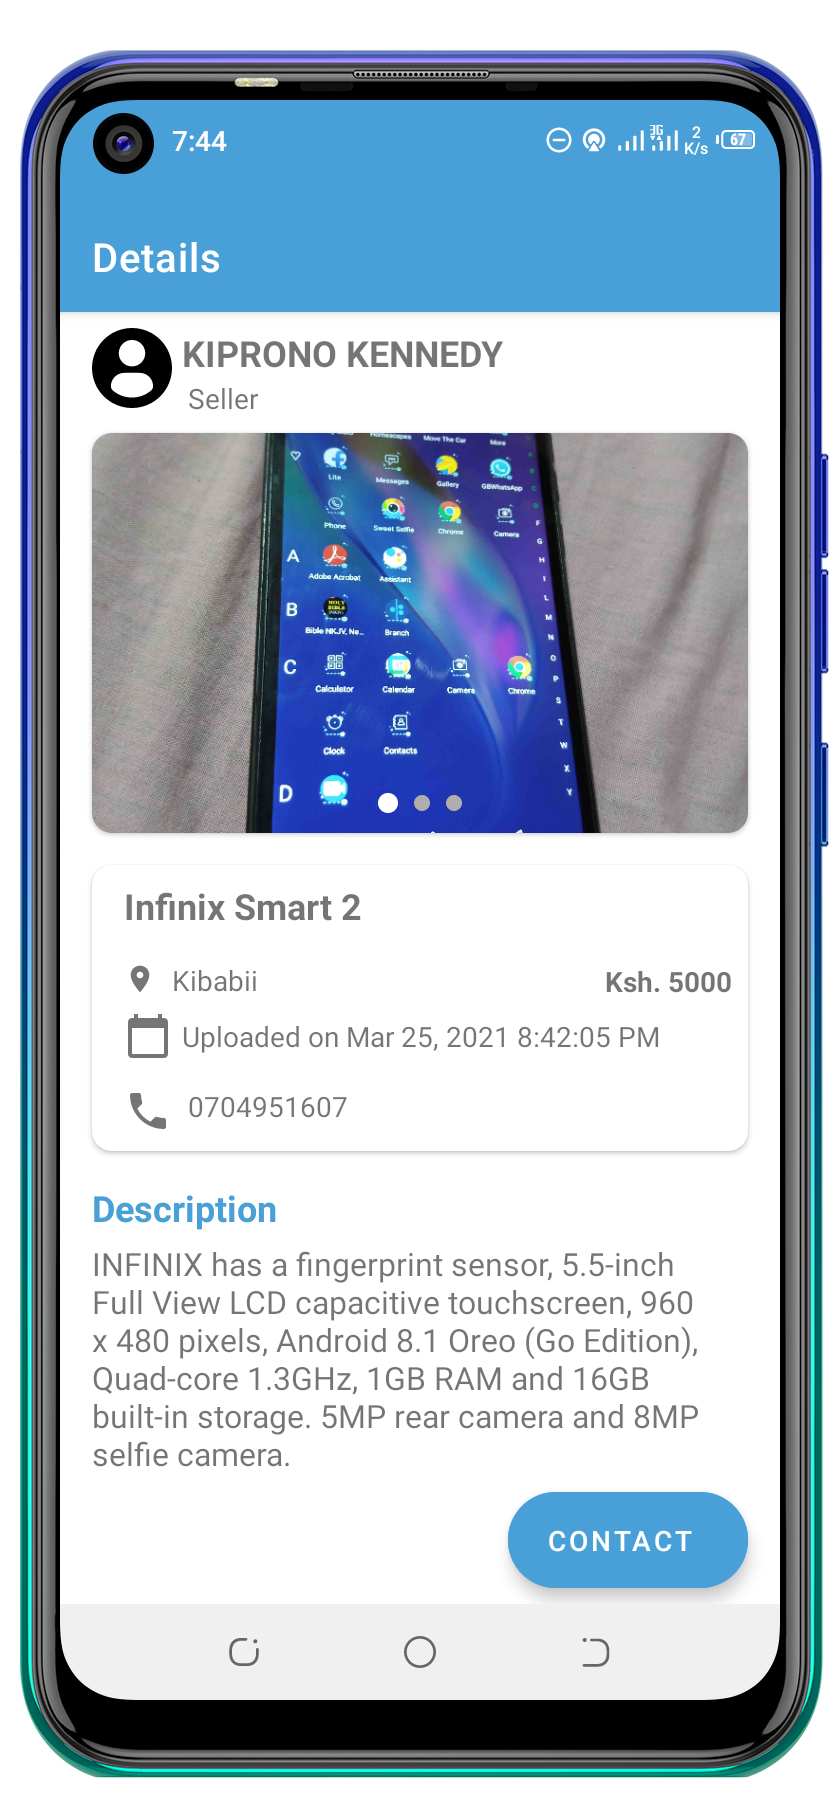 7:44
3G
2
K/s
67
Details
KIPRONO KENNEDY
Seller
Homescapes Move The Car More
Lite Messages Gallery GBWhatsApp
Phone Sweet Selfie Chrome Camera
A
Adobe Acrobat Assistant
B
HOLY BIBLE
Bible NKJV, Ne... Branch
C
Calculator Calendar Camera Chrome
Clock Contacts
D
F
G
H
I
L
M
N
O
P
S
T
W
X
Y
Infinix Smart 2
Kibabii
Ksh. 5000
Uploaded on Mar 25, 2021 8:42:05 PM
0704951607
Description
INFINIX has a fingerprint sensor, 5.5-inch
Full View LCD capacitive touchscreen, 960
x 480 pixels, Android 8.1 Oreo (Go Edition),
Quad-core 1.3GHz, 1GB RAM and 16GB
built-in storage. 5MP rear camera and 8MP
selfie camera.
CONTACT